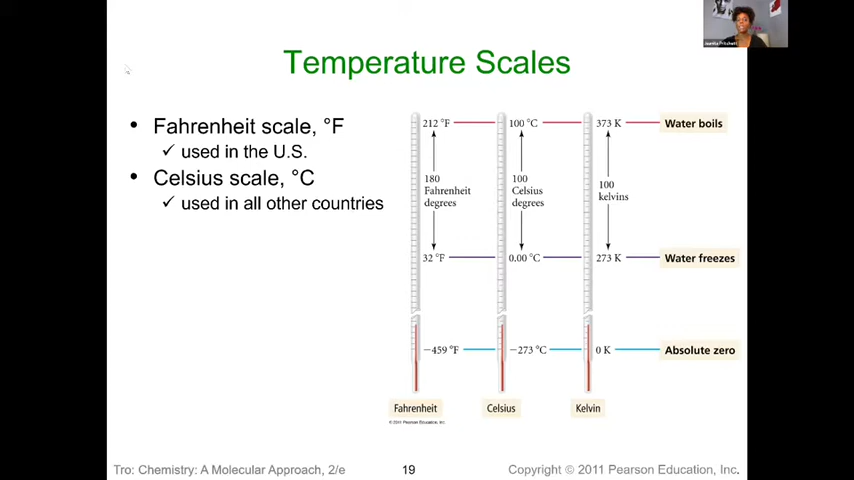 Temperature Scales
• Fahrenheit scale, °F
✓ used in the U.S.
• Celsius scale, °C
✓ used in all other countries
212 °F
100 °C
373 K
Water boils
180
Fahrenheit
degrees
100
Celsius
degrees
100
kelvins
32 °F
0.00 °C
273 K
Water freezes
−459 °F
−273 °C
0 K
Absolute zero
Fahrenheit
Celsius
Kelvin
© 2011 Pearson Education, Inc.
Tro: Chemistry: A Molecular Approach, 2/e
19
Copyright © 2011 Pearson Education, Inc.